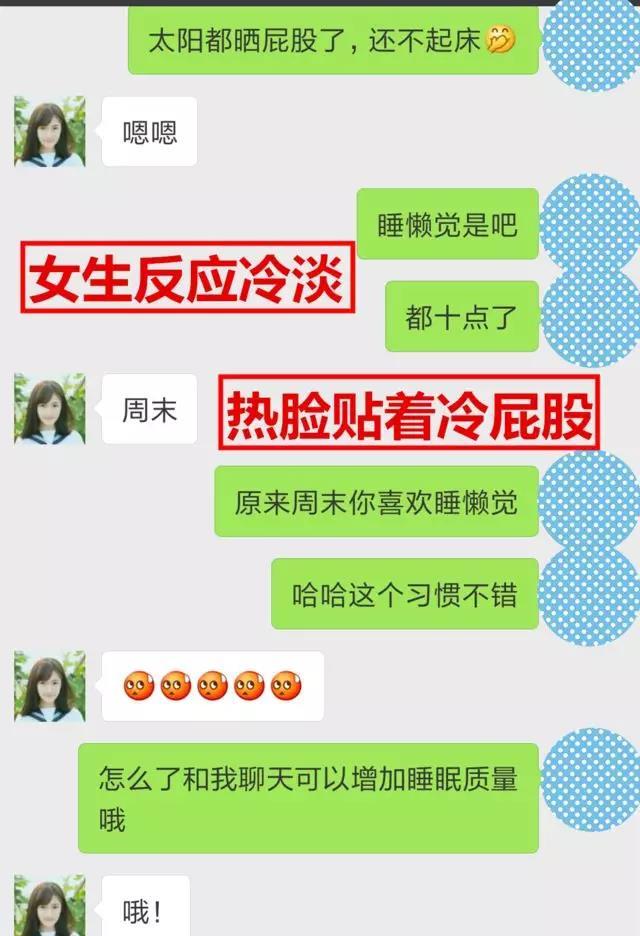 太阳都晒屁股了，还不起床
嗯嗯
睡懒觉是吧
女生反应冷淡
都十点了
周末
热脸贴着冷屁股
原来周末你喜欢睡懒觉
哈哈这个习惯不错
怎么了和我聊天可以增加睡眠质量
哦
哦！